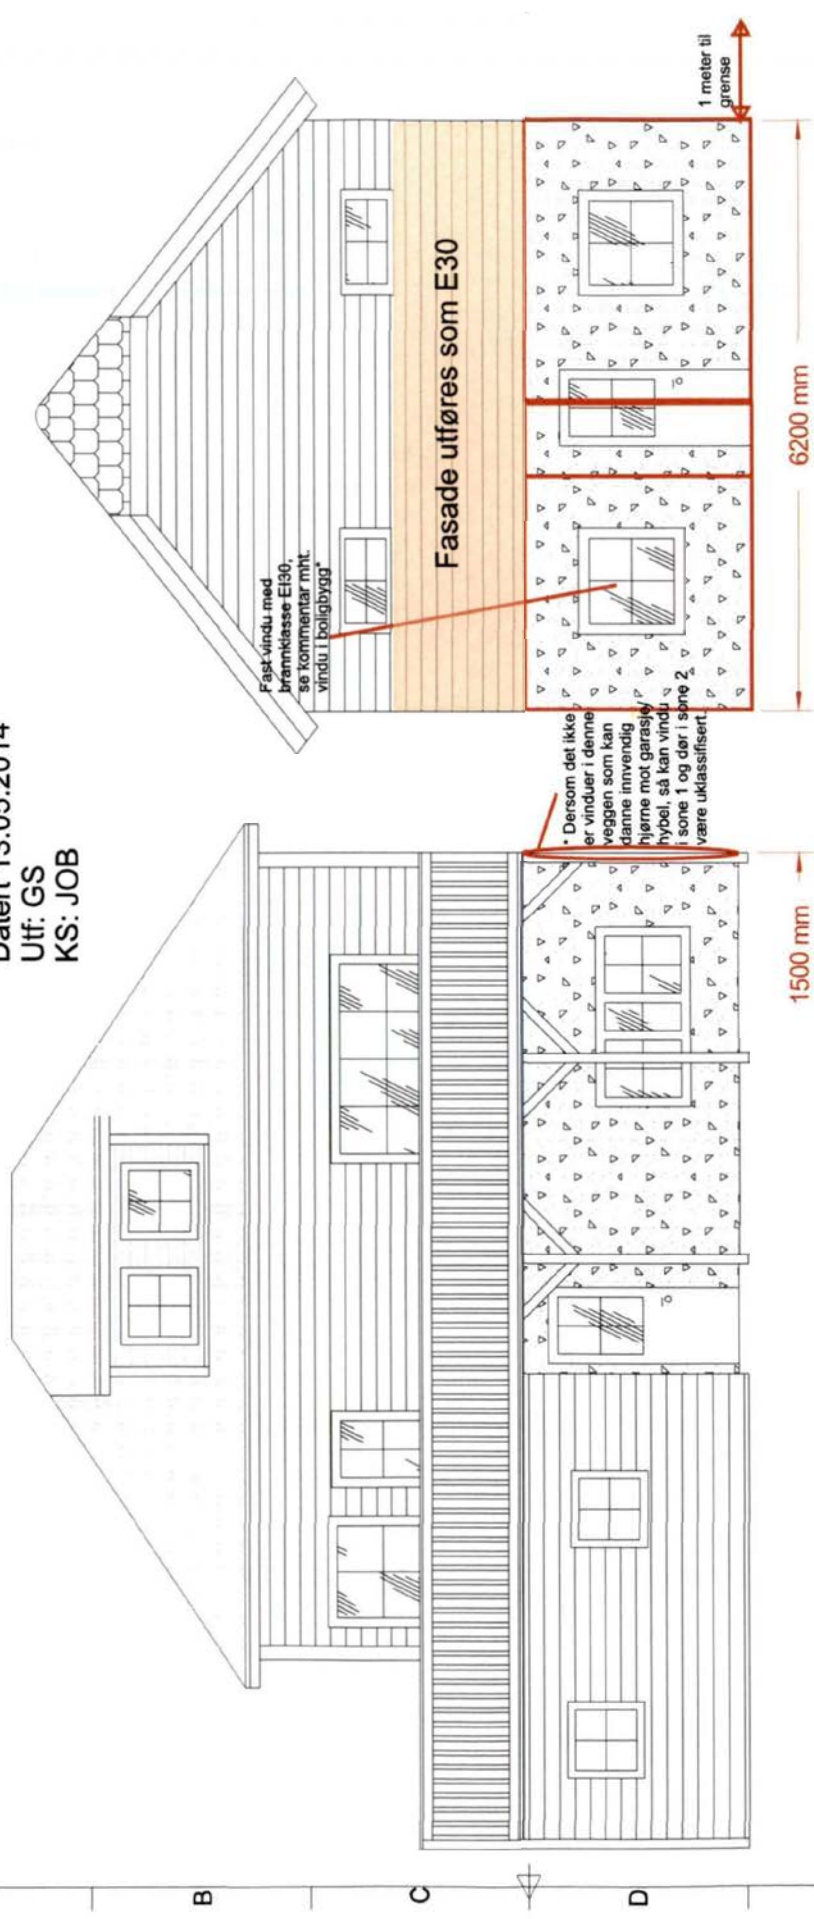 Utf: GS
KS: JOB
Fast vindu med
brannklasse EI30,
se kommentar mht.
vindu i boligbygg*
Fasade utføres som E30
1 meter til
grense
* Dersom det ikke
er vinduer i denne
veggen som kan
danne innvendig
hjørne mot garasje/
hybel, så kan vindu
i sone 1 og dør i sone 2
være uklassifisert.
1500 mm
6200 mm
B
C
D